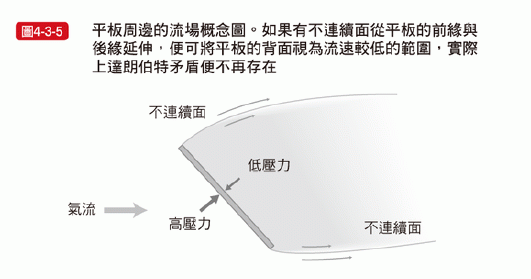 圖4-3-5
平板周邊的流場概念圖。如果有不連續面從平板的前緣與
後緣延伸，便可將平板的背面視為流速較低的範圍，實際
上達朗伯特矛盾便不再存在
不連續面
低壓力
氣流
高壓力
不連續面